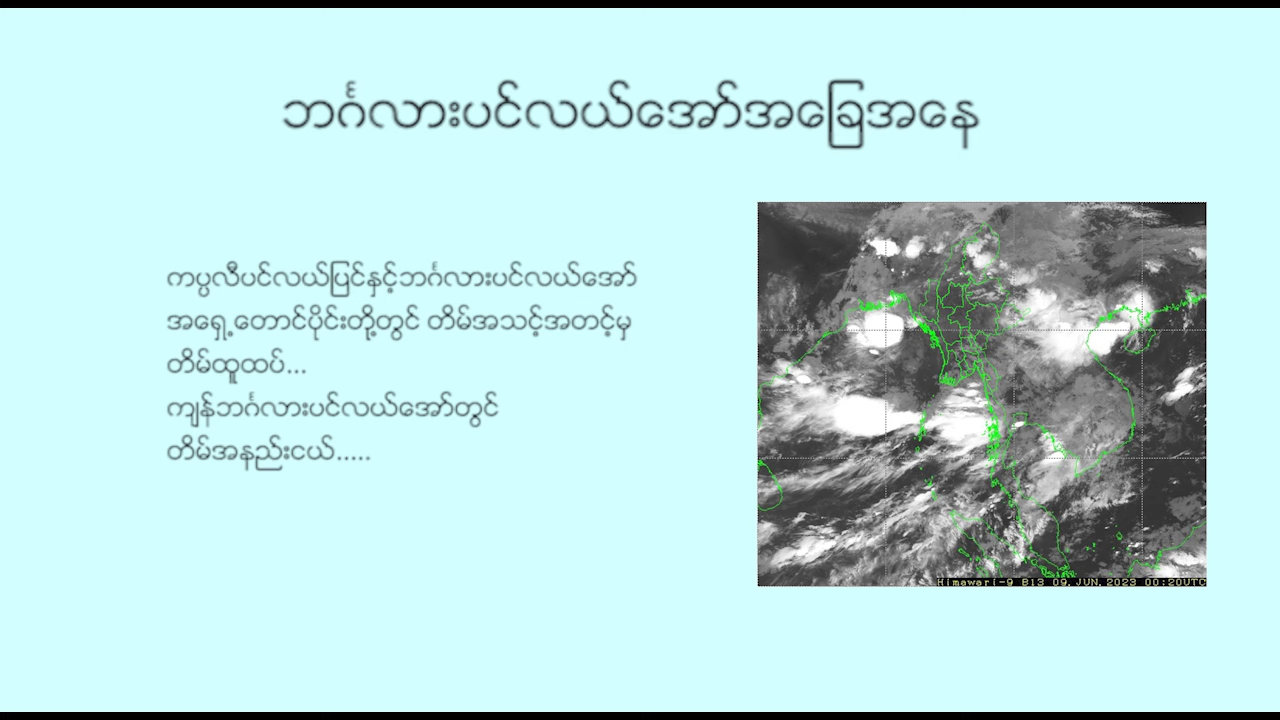 ဘင်္ဂလားပင်လယ်အော်အခြေအနေ
ကပ္ပလီပင်လယ်ပြင်နှင့်ဘင်္ဂလားပင်လယ်အော်
အရှေ့တောင်ပိုင်းတို့တွင် တိမ်အသင့်အတင့်မှ
တိမ်ထူထပ်...
ကျန်ဘင်္ဂလားပင်လယ်အော်တွင်
တိမ်အနည်းငယ်.....
Himawari-9 B13 09.JUN.2023 00:20UTC